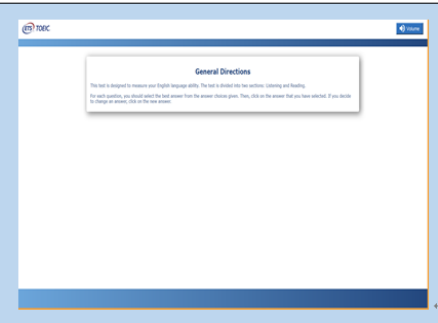 ETS TOEIC
Volume
General Directions
This test is designed to measure your English language ability. The test is divided into two sections: Listening and Reading.
For each question, you should select the best answer from the answer choices given. Then, click on the answer that you have selected. If you decide
to change an answer, click on the new answer.